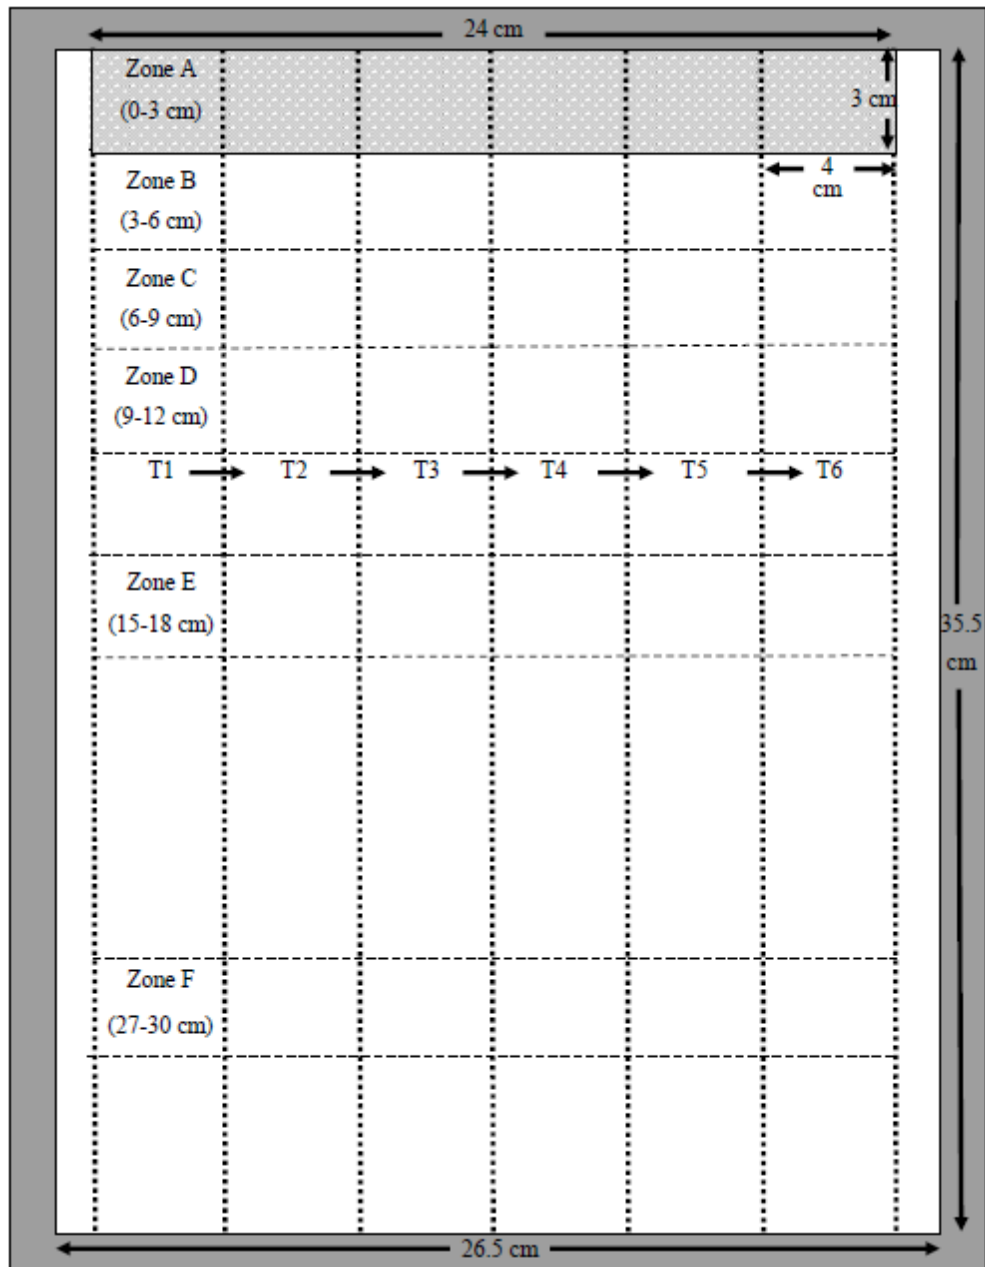 24 cm
Zone A
(0-3 cm)
3 cm
4
cm
Zone B
(3-6 cm)
Zone C
(6-9 cm)
Zone D
(9-12 cm)
T1 T2 T3 T4 T5 T6
Zone E
(15-18 cm)
35.5
cm
Zone F
(27-30 cm)
26.5 cm